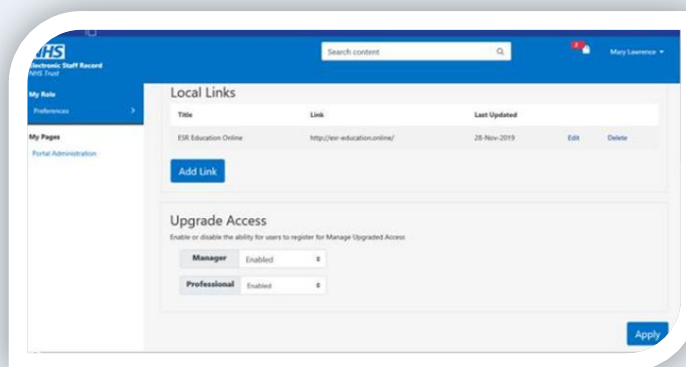 NHS
Electronic Staff Record
NHS Trust
Search content
2
Mary Lawrence
My Role
Preferences
My Pages
Portal Administration
Local Links
Title Link Last Updated
ESR Education Online http://esr-education.online/ 28-Nov-2019 Edit Delete
Add Link
Upgrade Access
Enable or disable the ability for users to register for Manage Upgraded Access
Manager Enabled
Professional Enabled
Apply